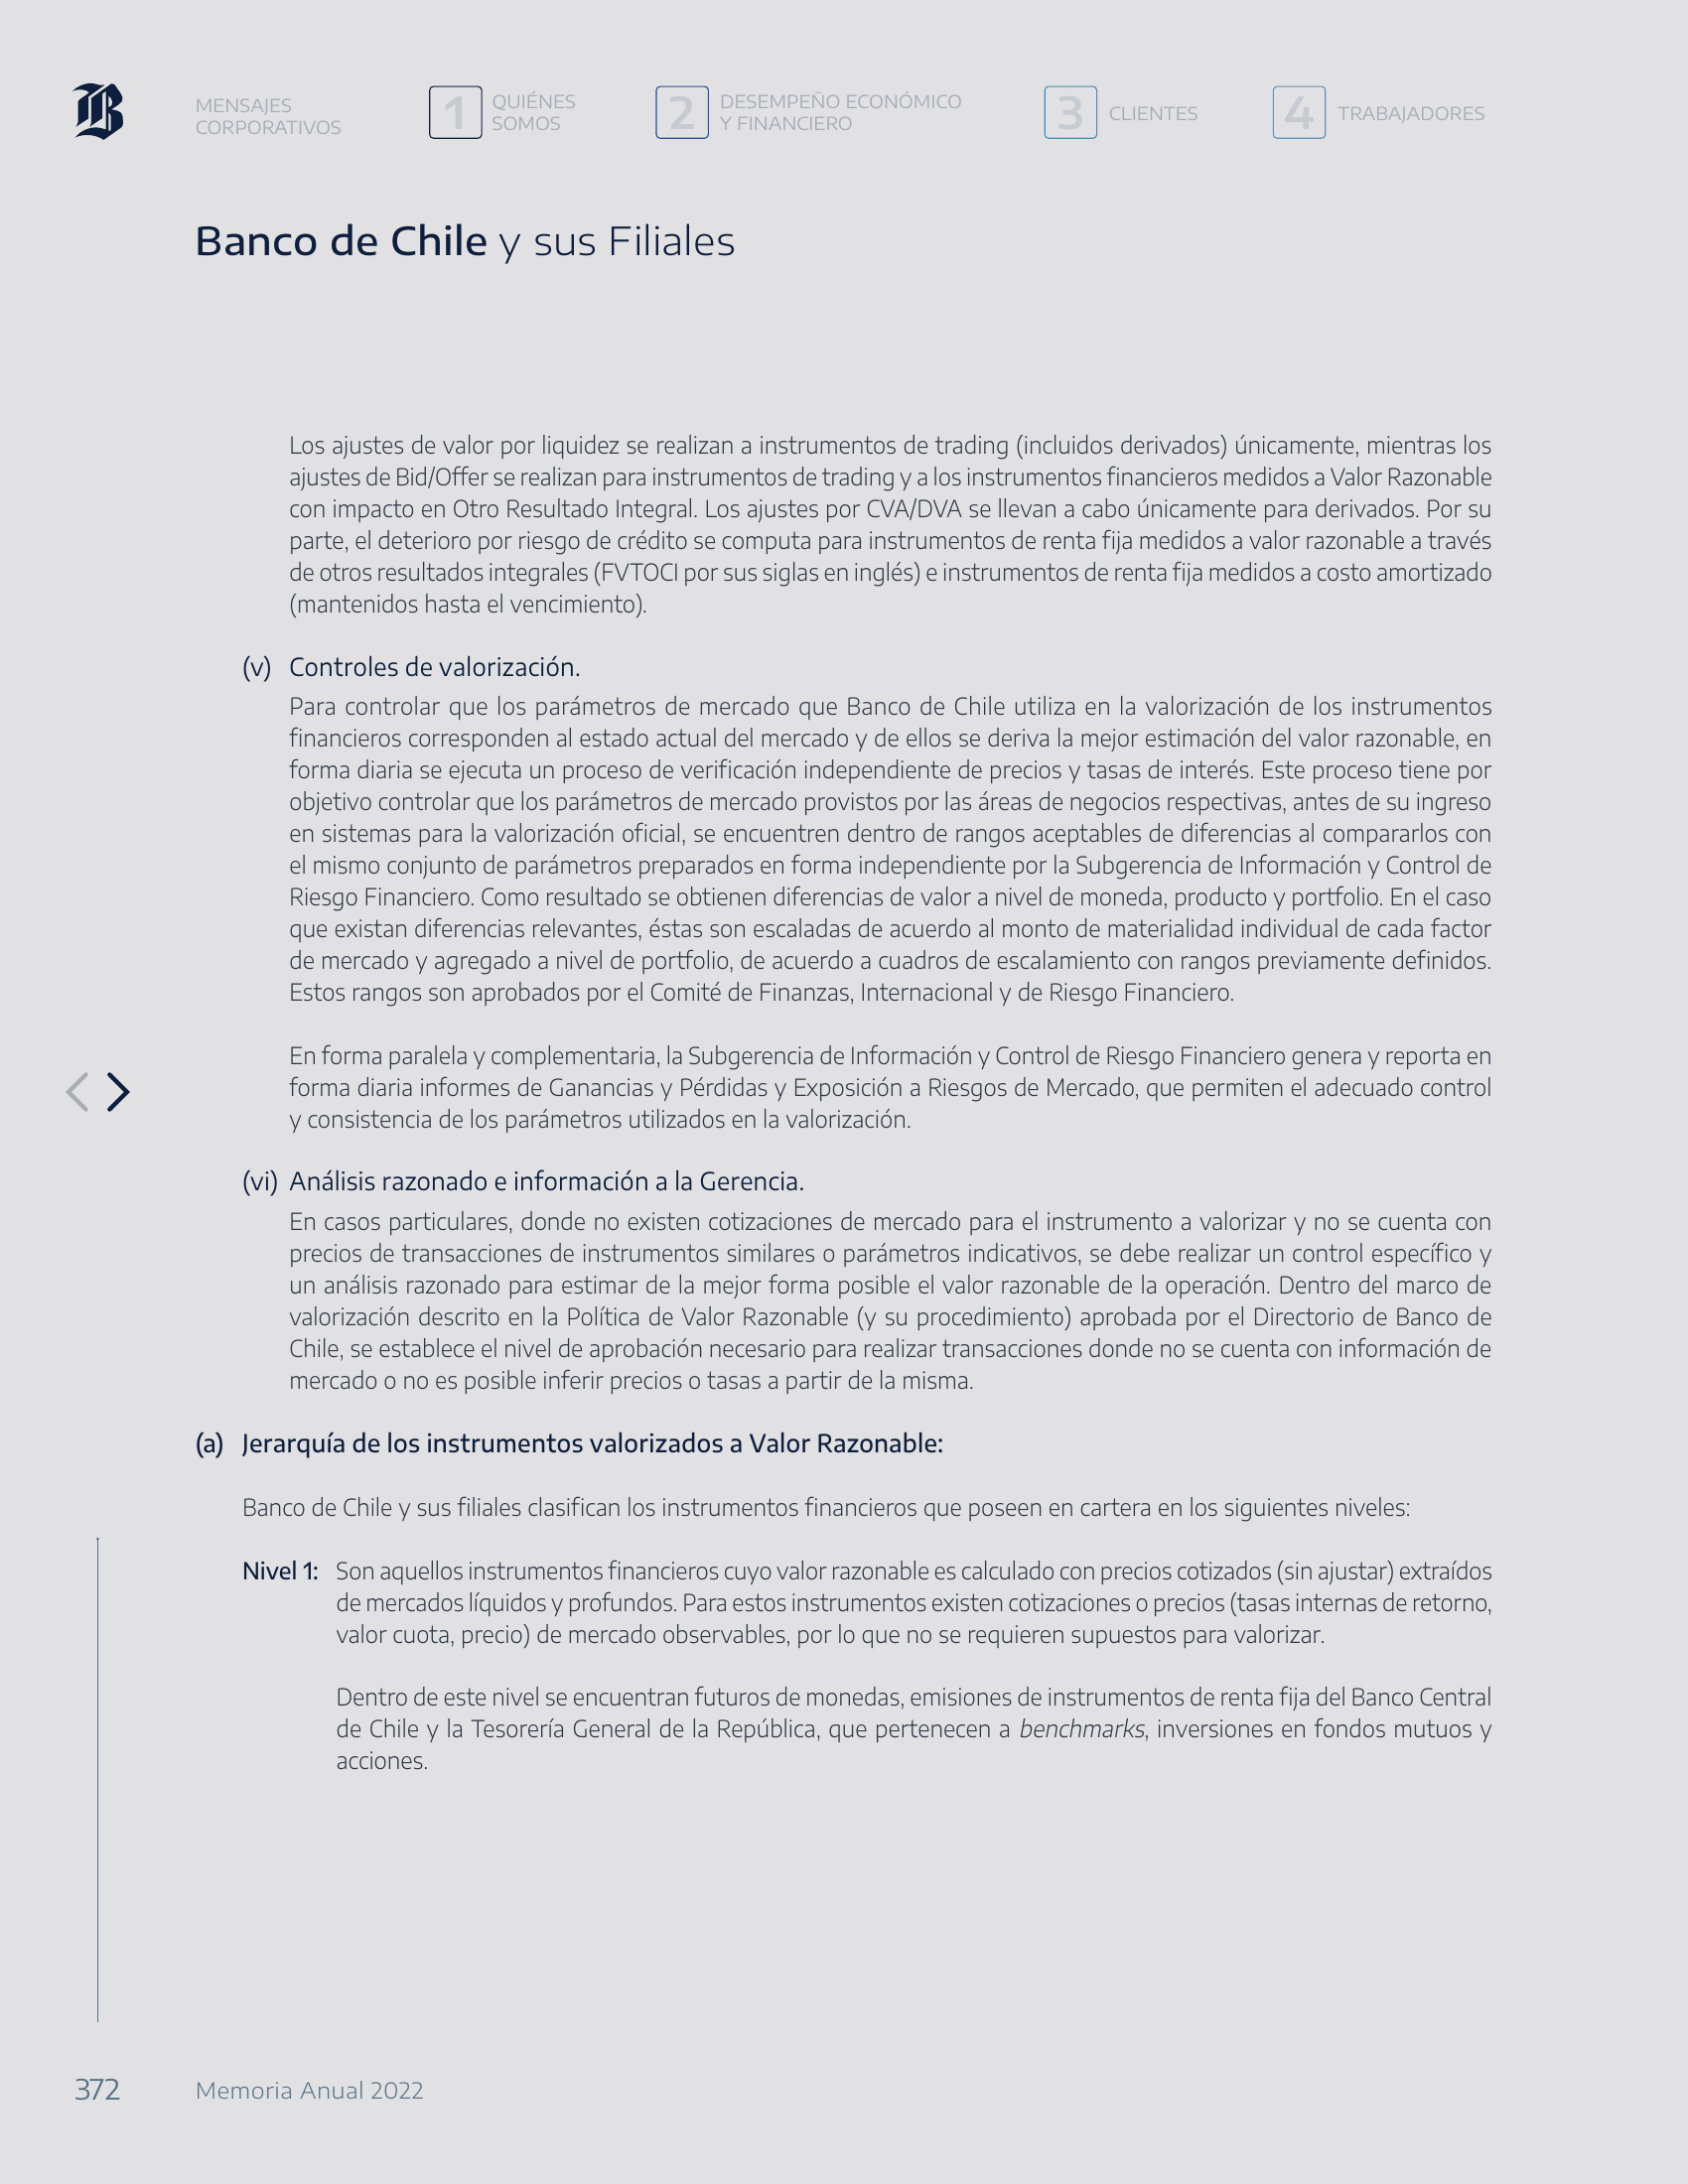 MENSAJES
CORPORATIVOS
1
QUIÉNES
SOMOS
2
DESEMPEÑO ECONÓMICO
Y FINANCIERO
3
CLIENTES
4
TRABAJADORES
Banco de Chile y sus Filiales
Los ajustes de valor por liquidez se realizan a instrumentos de trading (incluidos derivados) únicamente, mientras los
ajustes de Bid/Offer se realizan para instrumentos de trading y a los instrumentos financieros medidos a Valor Razonable
con impacto en Otro Resultado Integral. Los ajustes por CVA/DVA se llevan a cabo únicamente para derivados. Por su
parte, el deterioro por riesgo de crédito se computa para instrumentos de renta fija medidos a valor razonable a través
de otros resultados integrales (FVTOCI por sus siglas en inglés) e instrumentos de renta fija medidos a costo amortizado
(mantenidos hasta el vencimiento).
(v) Controles de valorización.
Para controlar que los parámetros de mercado que Banco de Chile utiliza en la valorización de los instrumentos
financieros corresponden al estado actual del mercado y de ellos se deriva la mejor estimación del valor razonable, en
forma diaria se ejecuta un proceso de verificación independiente de precios y tasas de interés. Este proceso tiene por
objetivo controlar que los parámetros de mercado provistos por las áreas de negocios respectivas, antes de su ingreso
en sistemas para la valorización oficial, se encuentren dentro de rangos aceptables de diferencias al compararlos con
el mismo conjunto de parámetros preparados en forma independiente por la Subgerencia de Información y Control de
Riesgo Financiero. Como resultado se obtienen diferencias de valor a nivel de moneda, producto y portfolio. En el caso
que existan diferencias relevantes, éstas son escaladas de acuerdo al monto de materialidad individual de cada factor
de mercado y agregado a nivel de portfolio, de acuerdo a cuadros de escalamiento con rangos previamente definidos.
Estos rangos son aprobados por el Comité de Finanzas, Internacional y de Riesgo Financiero.
En forma paralela y complementaria, la Subgerencia de Información y Control de Riesgo Financiero genera y reporta en
forma diaria informes de Ganancias y Pérdidas y Exposición a Riesgos de Mercado, que permiten el adecuado control
y consistencia de los parámetros utilizados en la valorización.
(vi) Análisis razonado e información a la Gerencia.
En casos particulares, donde no existen cotizaciones de mercado para el instrumento a valorizar y no se cuenta con
precios de transacciones de instrumentos similares o parámetros indicativos, se debe realizar un control específico y
un análisis razonado para estimar de la mejor forma posible el valor razonable de la operación. Dentro del marco de
valorización descrito en la Política de Valor Razonable (y su procedimiento) aprobada por el Directorio de Banco de
Chile, se establece el nivel de aprobación necesario para realizar transacciones donde no se cuenta con información de
mercado o no es posible inferir precios o tasas a partir de la misma.
(a) Jerarquía de los instrumentos valorizados a Valor Razonable:
Banco de Chile y sus filiales clasifican los instrumentos financieros que poseen en cartera en los siguientes niveles:
Nivel 1: Son aquellos instrumentos financieros cuyo valor razonable es calculado con precios cotizados (sin ajustar) extraídos
de mercados líquidos y profundos. Para estos instrumentos existen cotizaciones o precios (tasas internas de retorno,
valor cuota, precio) de mercado observables, por lo que no se requieren supuestos para valorizar.
Dentro de este nivel se encuentran futuros de monedas, emisiones de instrumentos de renta fija del Banco Central
de Chile y la Tesorería General de la República, que pertenecen a benchmarks, inversiones en fondos mutuos y
acciones.
372
Memoria Anual 2022